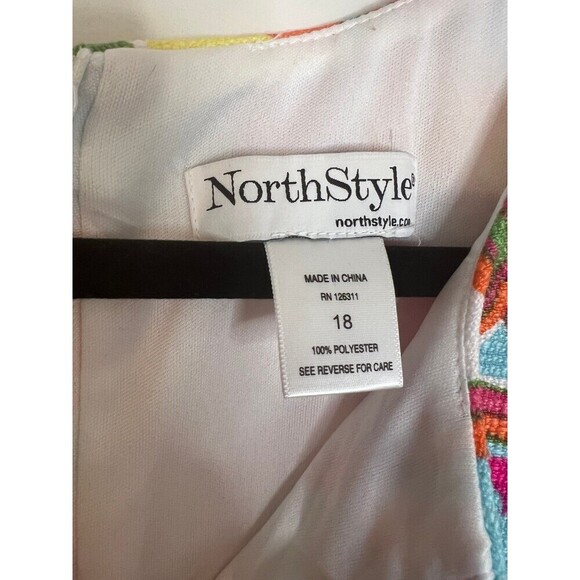 NorthStyle®
northstyle.com
MADE IN CHINA
RN 126311
18
100% POLYESTER
SEE REVERSE FOR CARE